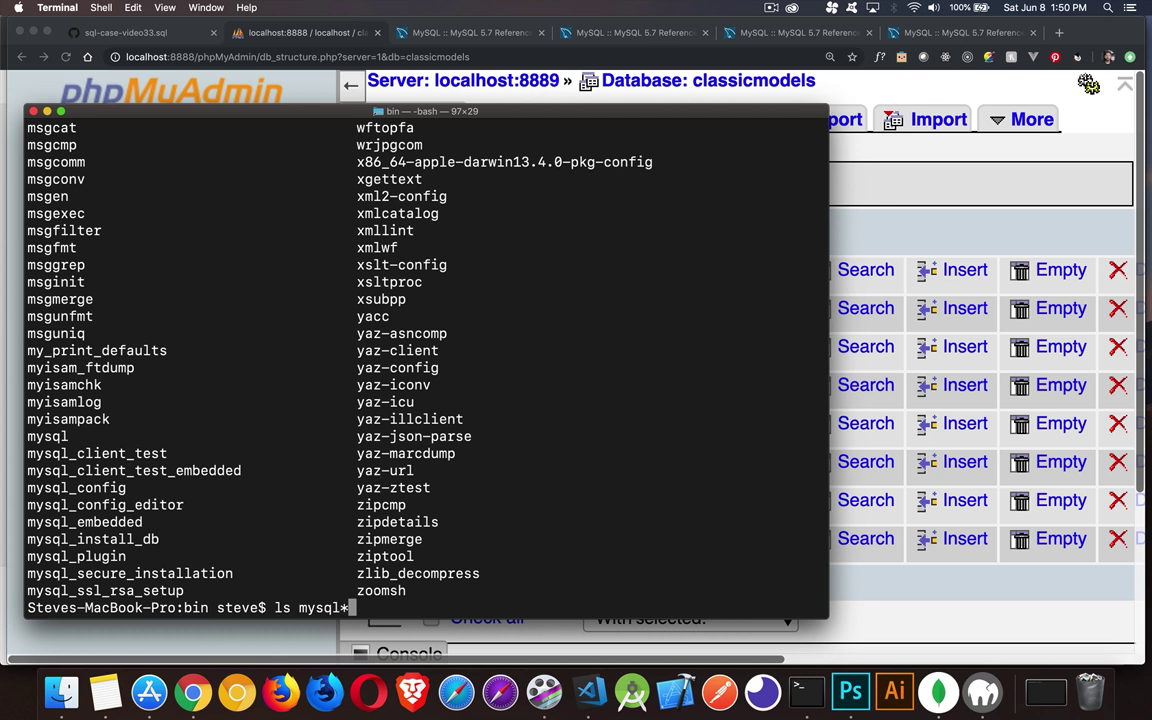 Terminal Shell Edit View Window Help
100% Sat Jun 8 1:50 PM
sql-case-video33.sql
localhost:8888 / localhost / cl
MySQL :: MySQL 5.7 Reference
MySQL :: MySQL 5.7 Reference
MySQL :: MySQL 5.7 Reference
MySQL :: MySQL 5.7 Reference
localhost:8888/phpMyAdmin/db_structure.php?server=1&db=classicmodels
phpMyAdmin
Server: localhost:8889 » Database: classicmodels
port Import More
bin — -bash — 97×29
msgcat wftopfa
msgcmp wrjpgcom
msgcomm x86_64-apple-darwin13.4.0-pkg-config
msgconv xgettext
msgen xml2-config
msgexec xmlcatalog
msgfilter xmllint
msgfmt xmlwf
msggrep xslt-config
msginit xsltproc
msgmerge xsubpp
msgunfmt yacc
msguniq yaz-asncomp
my_print_defaults yaz-client
myisam_ftdump yaz-config
myisamchk yaz-iconv
myisamlog yaz-icu
myisampack yaz-illclient
mysql yaz-json-parse
mysql_client_test yaz-marcdump
mysql_client_test_embedded yaz-url
mysql_config yaz-ztest
mysql_config_editor zipcmp
mysql_embedded zipdetails
mysql_install_db zipmerge
mysql_plugin ziptool
mysql_secure_installation zlib_decompress
mysql_ssl_rsa_setup zoomsh
Steves-MacBook-Pro:bin steve$ ls mysql*
Search Insert Empty
Search Insert Empty
Search Insert Empty
Search Insert Empty
Search Insert Empty
Search Insert Empty
Search Insert Empty
Search Insert Empty
Check all With selected:
Console
Ps
Ai